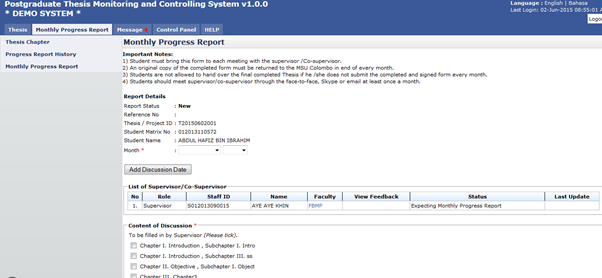 Postgraduate Thesis Monitoring and Controlling System v1.0.0
* DEMO SYSTEM *
Language : English | Bahasa
Last Login: 02-Jun-2015 08:55:01 A
Logo
Thesis Monthly Progress Report Message Control Panel HELP
Thesis Chapter
Progress Report History
Monthly Progress Report
Monthly Progress Report
Important Notes:
1) Student must bring this form to each meeting with the supervisor /Co-supervisor.
2) An original copy of the completed form must be returned to the MSU Colombo in end of every month.
3) Students are not allowed to hand over the final completed Thesis if he /she does not submit the completed and signed form every month.
4) Students should meet supervisor/co-supervisor through the face-to-face, Skype or email at least once a month.
Report Details
Report Status : New
Reference No :
Thesis / Project ID : T20150602001
Student Matrix No : 012013110572
Student Name : ABDUL HAFIZ BIN IBRAHIM
Month * :
Add Discussion Date
List of Supervisor/Co-Supervisor
No Role Staff ID Name Faculty View Feedback Status Last Update
1. Supervisor S012013090015 AYE AYE KHIN FBMP Expecting Monthly Progress Report
Content of Discussion *
To be filled in by Supervisor (Please tick).
Chapter I. Introduction , Subchapter I. Intro
Chapter I. Introduction , Subchapter III. ss
Chapter II. Objective , Subchapter I. Object
Chapter III. Chapter3